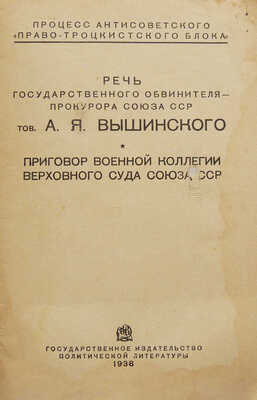 ПРОЦЕСС АНТИСОВЕТСКОГО
«ПРАВО-ТРОЦКИСТСКОГО БЛОКА»
РЕЧЬ
ГОСУДАРСТВЕННОГО ОБВИНИТЕЛЯ—
ПРОКУРОРА СОЮЗА ССР
ТОВ. А. Я. ВЫШИНСКОГО
★
ПРИГОВОР ВОЕННОЙ КОЛЛЕГИИ
ВЕРХОВНОГО СУДА СОЮЗА ССР
ГОСУДАРСТВЕННОЕ ИЗДАТЕЛЬСТВО
ПОЛИТИЧЕСКОЙ ЛИТЕРАТУРЫ
1938